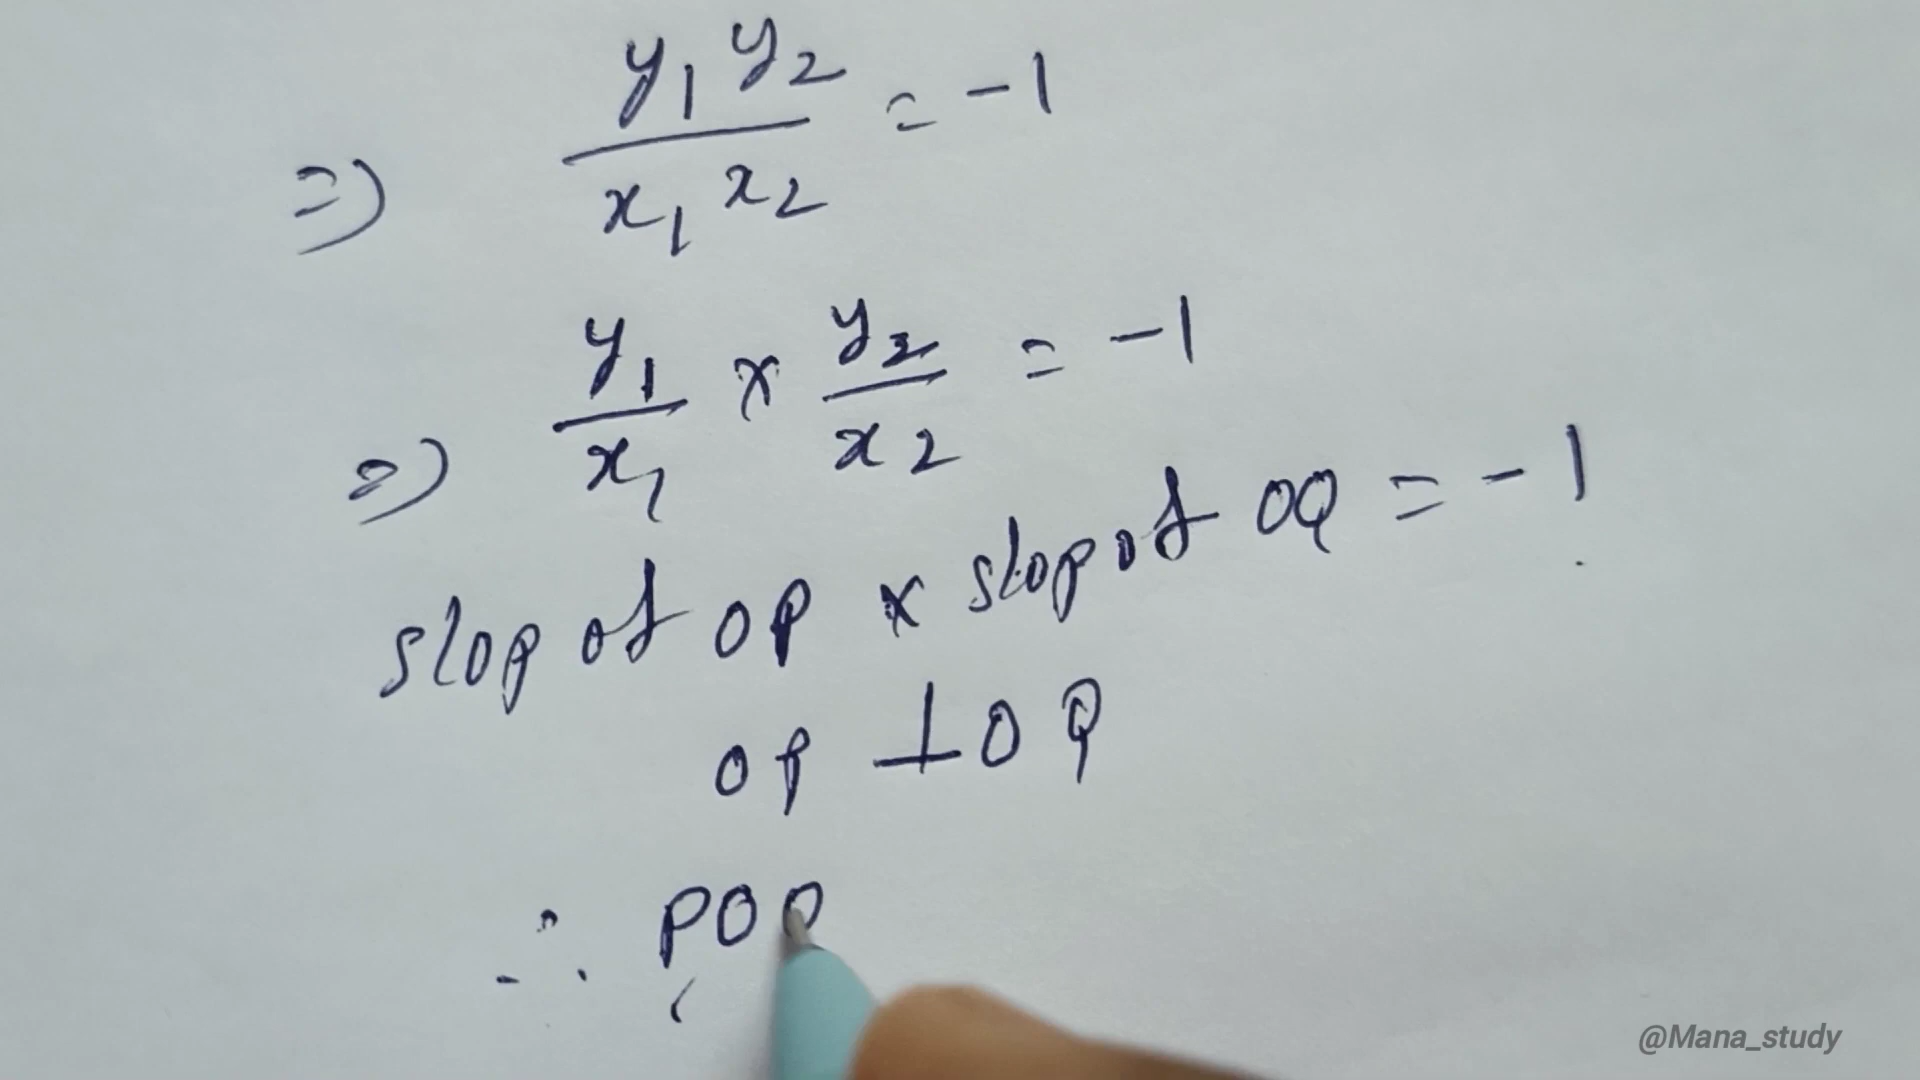 => y₁ y₂ / x₁ x₂ = -1
=> y₁/x₁ × y₂/x₂ = -1
slop of OP × slop of OQ = -1
OP ⊥ OQ
∴ PO
@Mana_study